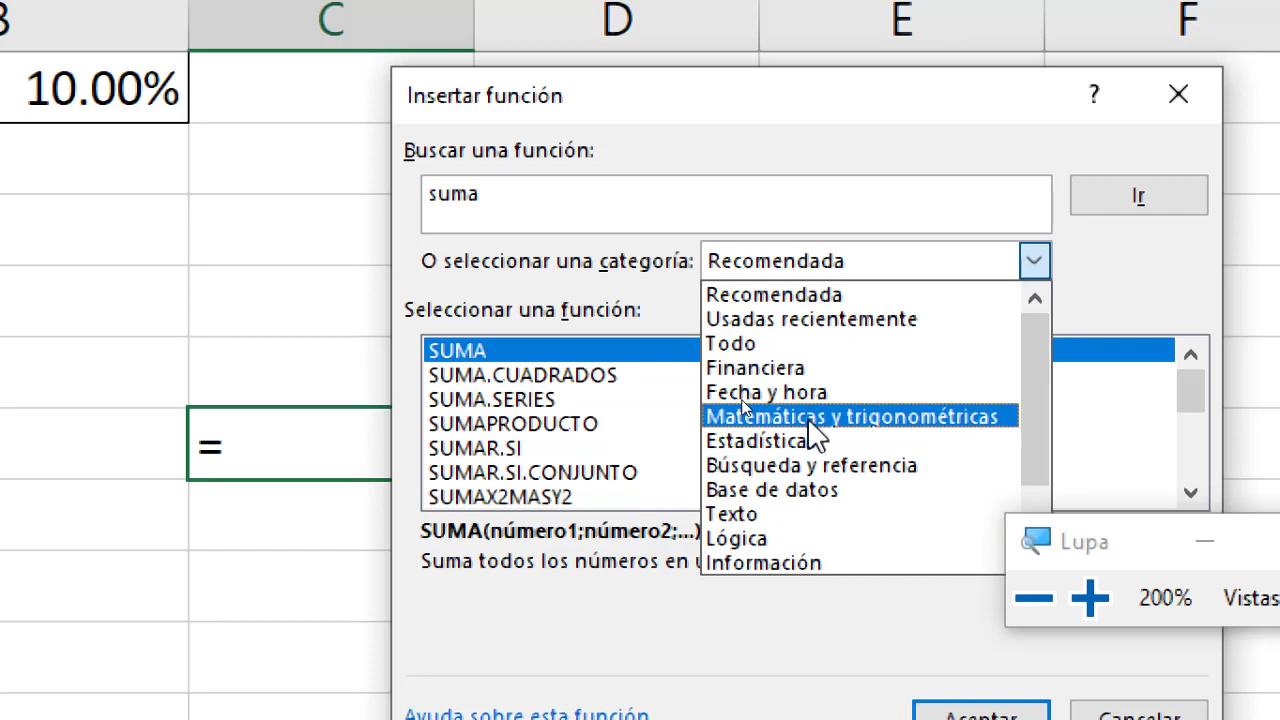 B C D E F
10.00%
Insertar función ?
Buscar una función:
suma
Ir
O seleccionar una categoría: Recomendada
Recomendada
Usadas recientemente
Todo
Financiera
Fecha y hora
Matemáticas y trigonométricas
Estadística
Búsqueda y referencia
Base de datos
Texto
Lógica
Información
Seleccionar una función:
SUMA
SUMA.CUADRADOS
SUMA.SERIES
SUMAPRODUCTO
SUMAR.SI
SUMAR.SI.CONJUNTO
SUMAX2MASY2
=
SUMA(número1;número2;...)
Suma todos los números en
Lupa
200% Vistas
Ayuda sobre esta función
Aceptar Cancelar